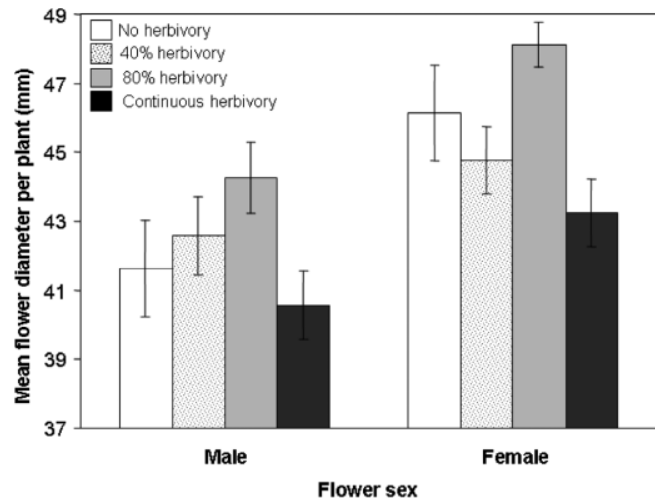 49
47
45
43
41
39
37
Mean flower diameter per plant (mm)
No herbivory
40% herbivory
80% herbivory
Continuous herbivory
Male Female
Flower sex